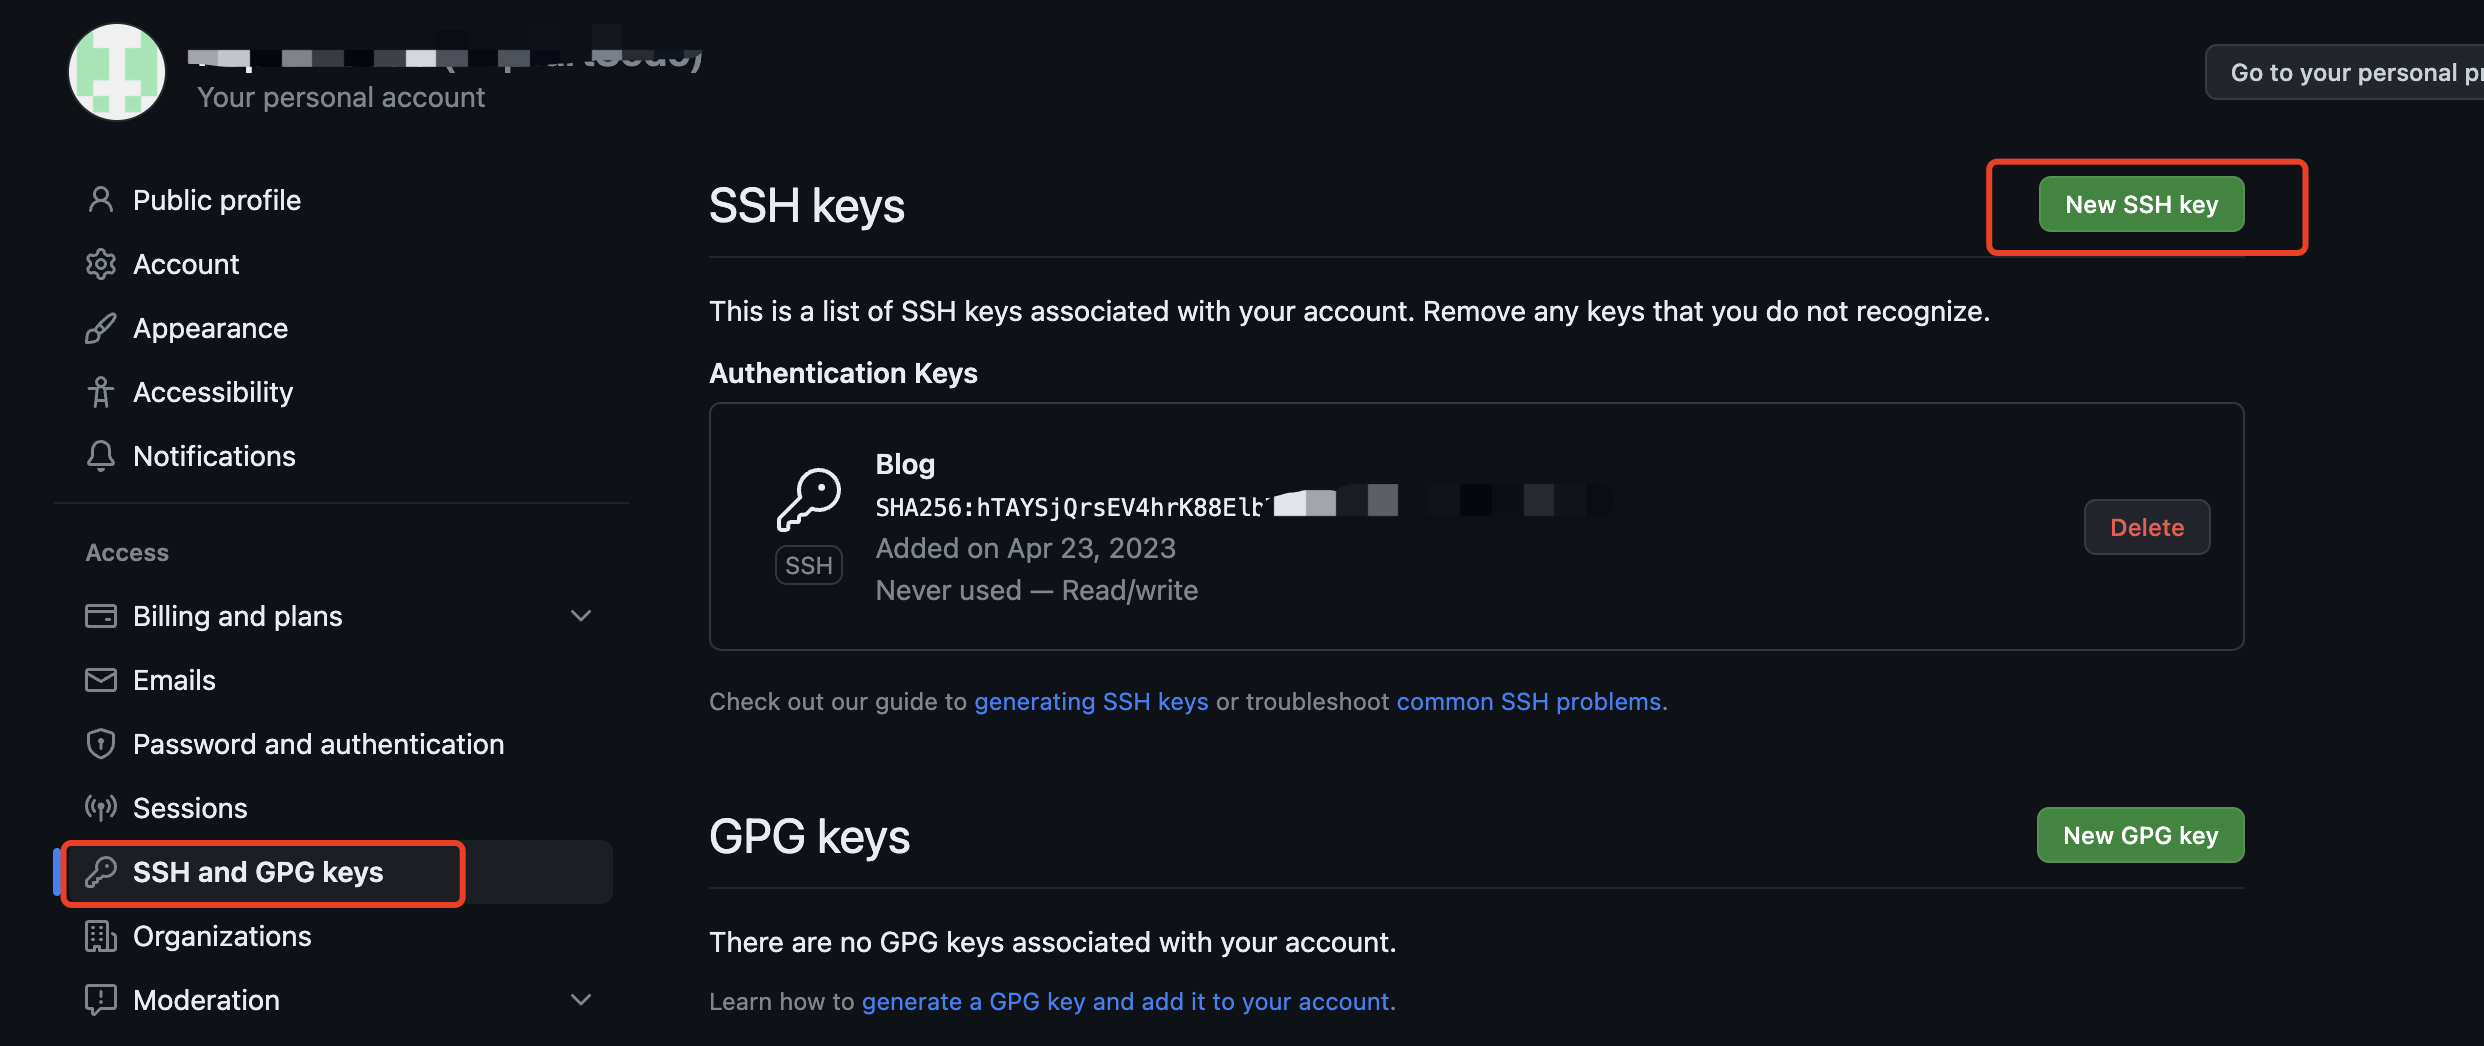 Your personal account
Go to your personal
Public profile
Account
Appearance
Accessibility
Notifications
Access
Billing and plans
Emails
Password and authentication
Sessions
SSH and GPG keys
Organizations
Moderation
SSH keys
New SSH key
This is a list of SSH keys associated with your account. Remove any keys that you do not recognize.
Authentication Keys
Blog
SHA256:hTAYSjQrsEV4hrK88Elb
SSH
Added on Apr 23, 2023
Never used — Read/write
Delete
Check out our guide to generating SSH keys or troubleshoot common SSH problems.
GPG keys
New GPG key
There are no GPG keys associated with your account.
Learn how to generate a GPG key and add it to your account.